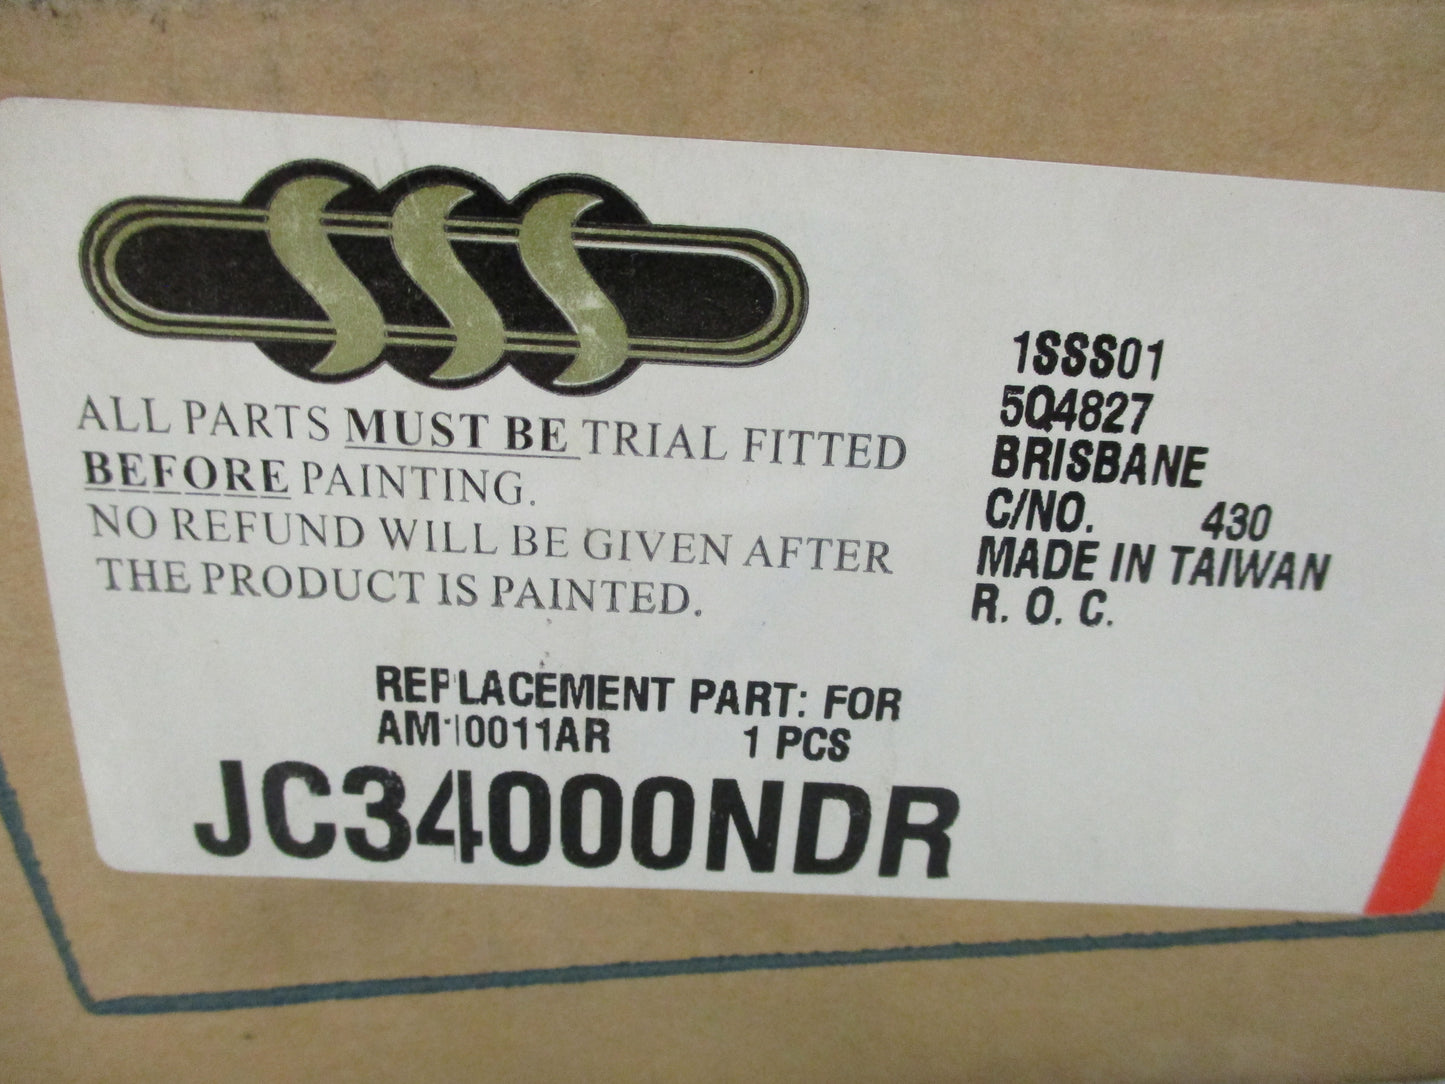 SSS
ALL PARTS MUST BE TRIAL FITTED
BEFORE PAINTING.
NO REFUND WILL BE GIVEN AFTER
THE PRODUCT IS PAINTED.
1SSS01
5Q4827
BRISBANE
C/NO. 430
MADE IN TAIWAN
R. O. C.
REPLACEMENT PART: FOR
AM10011AR 1 PCS
JC34000NDR